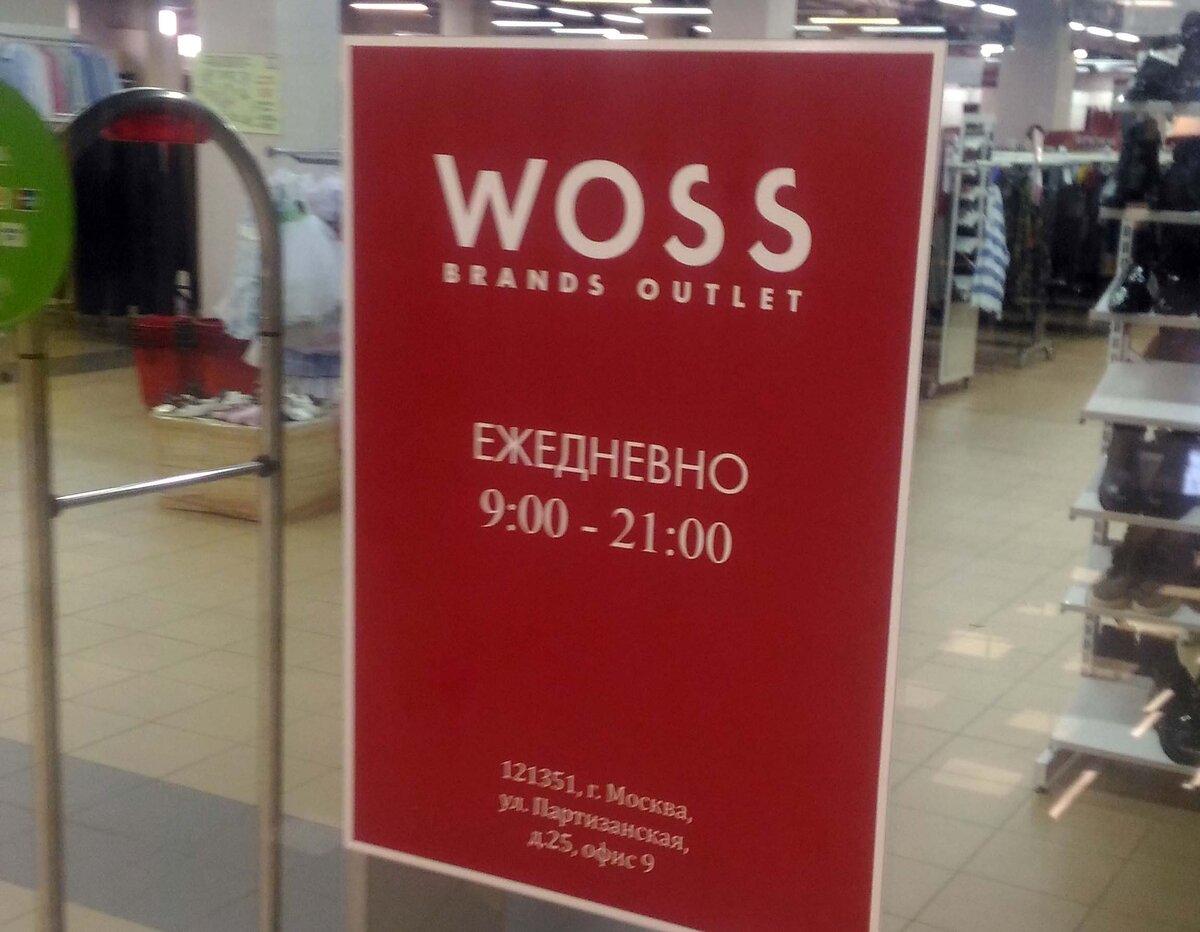 WOSS
BRANDS OUTLET
ЕЖЕДНЕВНО
9:00 - 21:00
121351, г. Москва,
ул. Партизанская,
д.25, офис 9